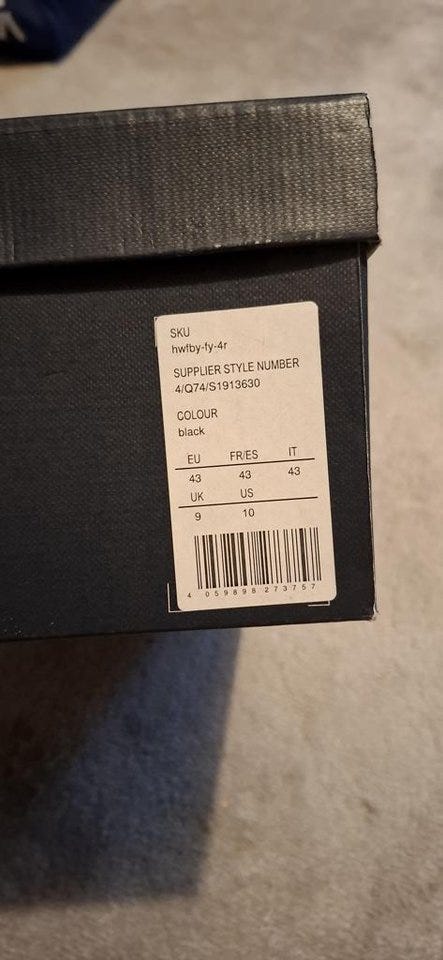 SKU
hwfby-fy-4r
SUPPLIER STYLE NUMBER
4/Q74/S1913630
COLOUR
black
EU FR/ES IT
43 43 43
UK US
9 10
4 059898 273757